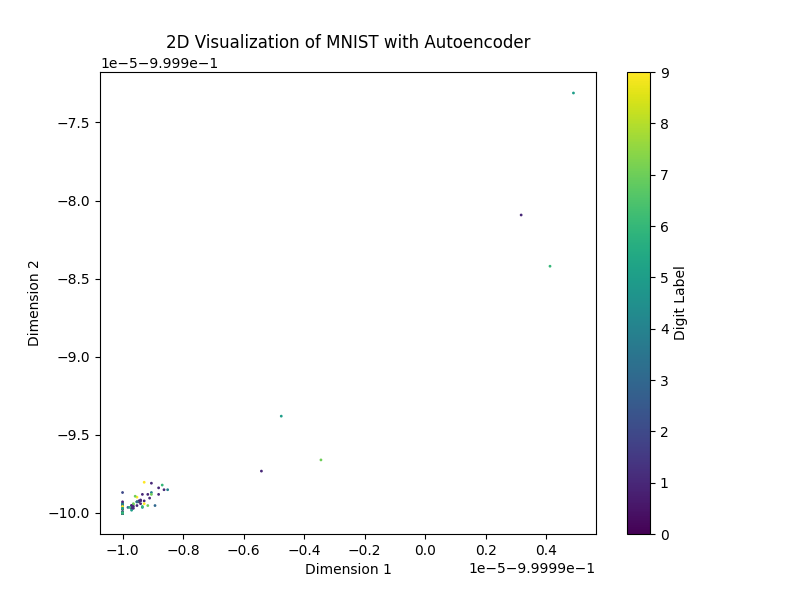 2D Visualization of MNIST with Autoencoder
1e−5−9.999e−1
−7.5
−8.0
−8.5
−9.0
−9.5
−10.0
Dimension 2
−1.0 −0.8 −0.6 −0.4 −0.2 0.0 0.2 0.4
Dimension 1
1e−5−9.9999e−1
9
8
7
6
5
4
3
2
1
0
Digit Label